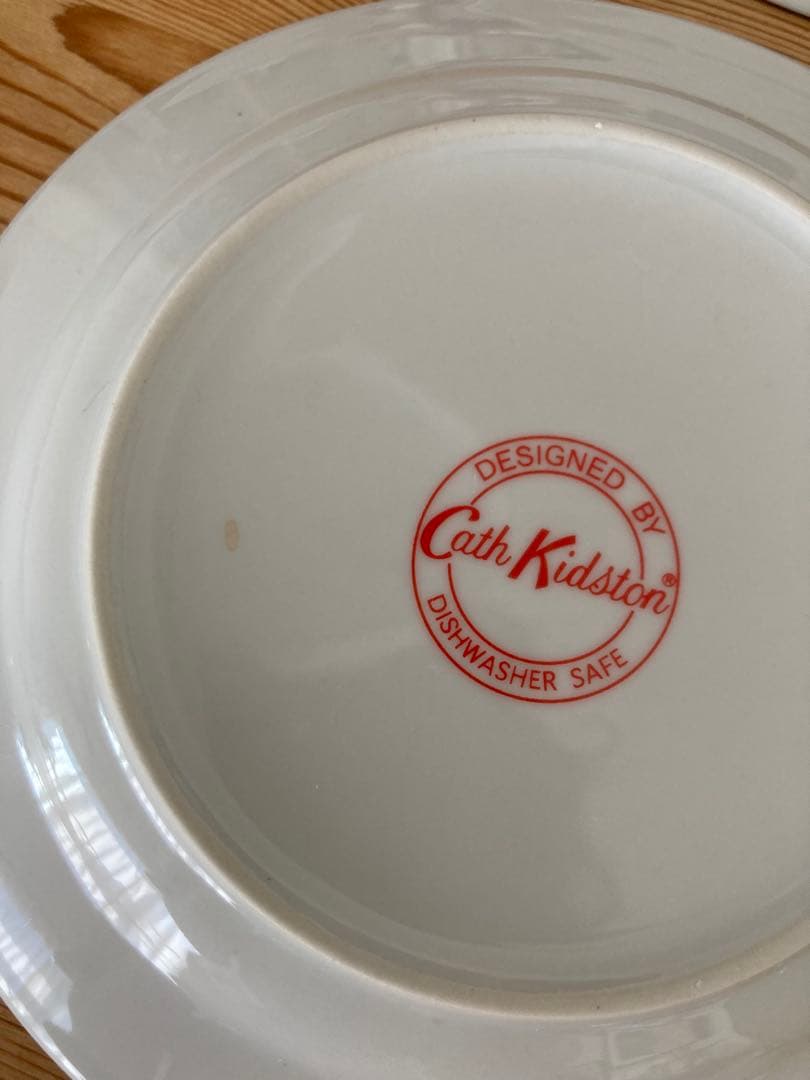 DESIGNED BY
Cath Kidston®
DISHWASHER SAFE